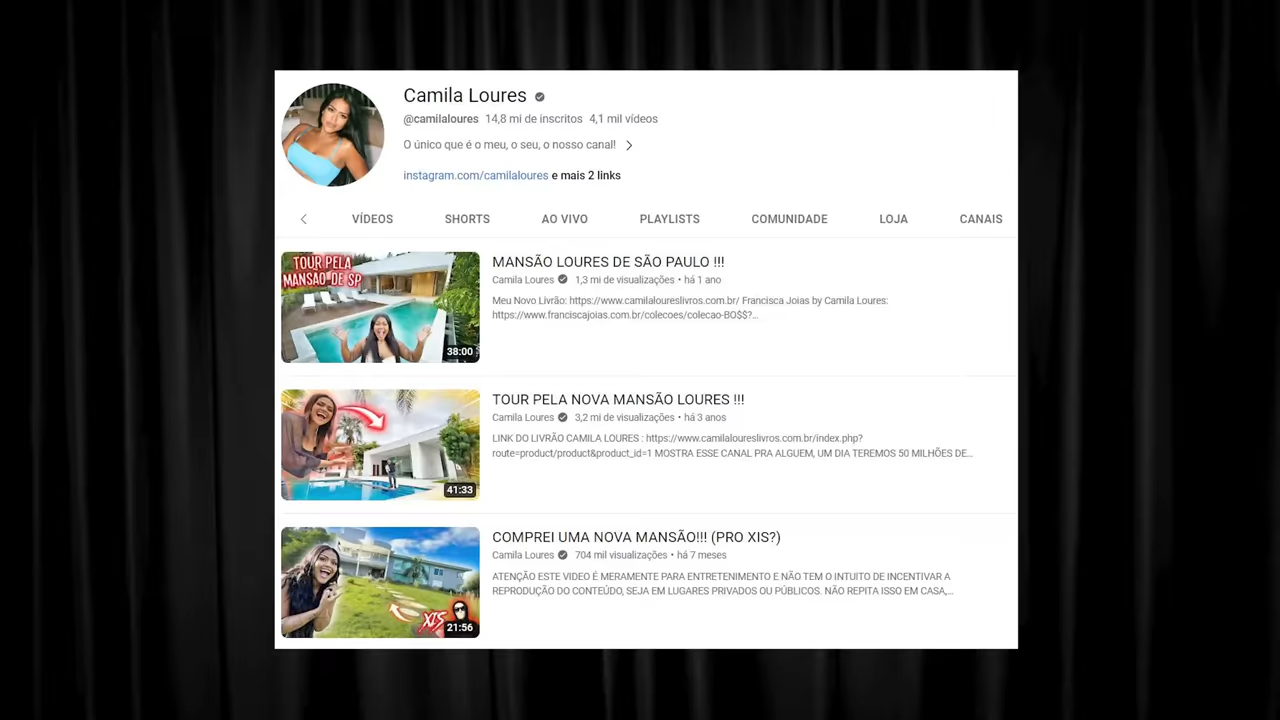 Camila Loures
@camilaloures 14,8 mi de inscritos 4,1 mil vídeos
O único que é o meu, o seu, o nosso canal!
instagram.com/camilaloures e mais 2 links
VÍDEOS SHORTS AO VIVO PLAYLISTS COMUNIDADE LOJA CANAIS
TOUR PELA
MANSÃO DE SP
38:00
MANSÃO LOURES DE SÃO PAULO !!!
Camila Loures 1,3 mi de visualizações • há 1 ano
Meu Novo Livrão: https://www.camilaloureslivros.com.br/ Francisca Joias by Camila Loures:
https://www.franciscajoias.com.br/colecoes/colecao-BO$$?...
41:33
TOUR PELA NOVA MANSÃO LOURES !!!
Camila Loures 3,2 mi de visualizações • há 3 anos
LINK DO LIVRÃO CAMILA LOURES : https://www.camilaloureslivros.com.br/index.php?
route=product/product&product_id=1 MOSTRA ESSE CANAL PRA ALGUEM, UM DIA TEREMOS 50 MILHÕES DE...
XIS
21:56
COMPREI UMA NOVA MANSÃO!!! (PRO XIS?)
Camila Loures 704 mil visualizações • há 7 meses
ATENÇÃO ESTE VIDEO É MERAMENTE PARA ENTRETENIMENTO E NÃO TEM O INTUITO DE INCENTIVAR A
REPRODUÇÃO DO CONTEÚDO, SEJA EM LUGARES PRIVADOS OU PÚBLICOS. NÃO REPITA ISSO EM CASA,...